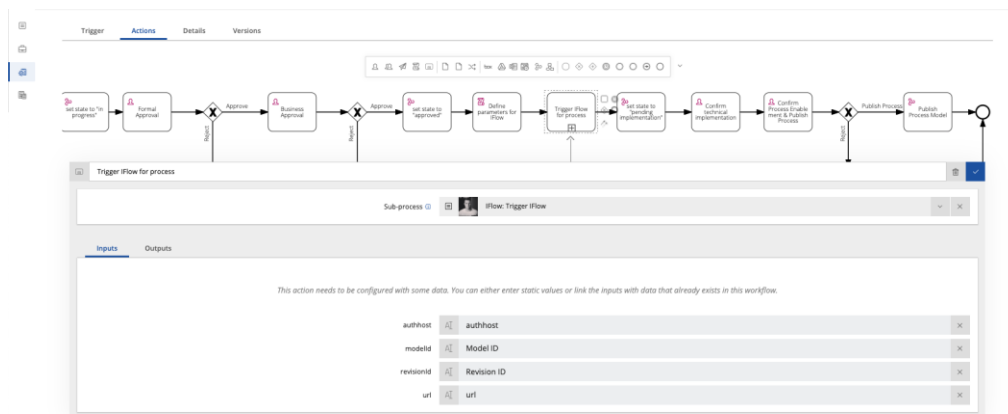 Trigger Actions Details Versions
set state to "in
progress"
Formal
Approval
Approve
Reject
Business
Approval
Approve
Reject
set state to
"approved"
Define
parameters for
IFlow
Trigger IFlow
for process
set state to
"pending
implementation"
Confirm
technical
implementation
Confirm
Process Enable
ment & Publish
Process
Publish Process
Reject
Publish
Process Model
Trigger IFlow for process
Sub-process
IFlow: Trigger IFlow
Inputs Outputs
This action needs to be configured with some data. You can either enter static values or link the inputs with data that already exists in this workflow.
authhost authhost
modelId Model ID
revisionId Revision ID
url url